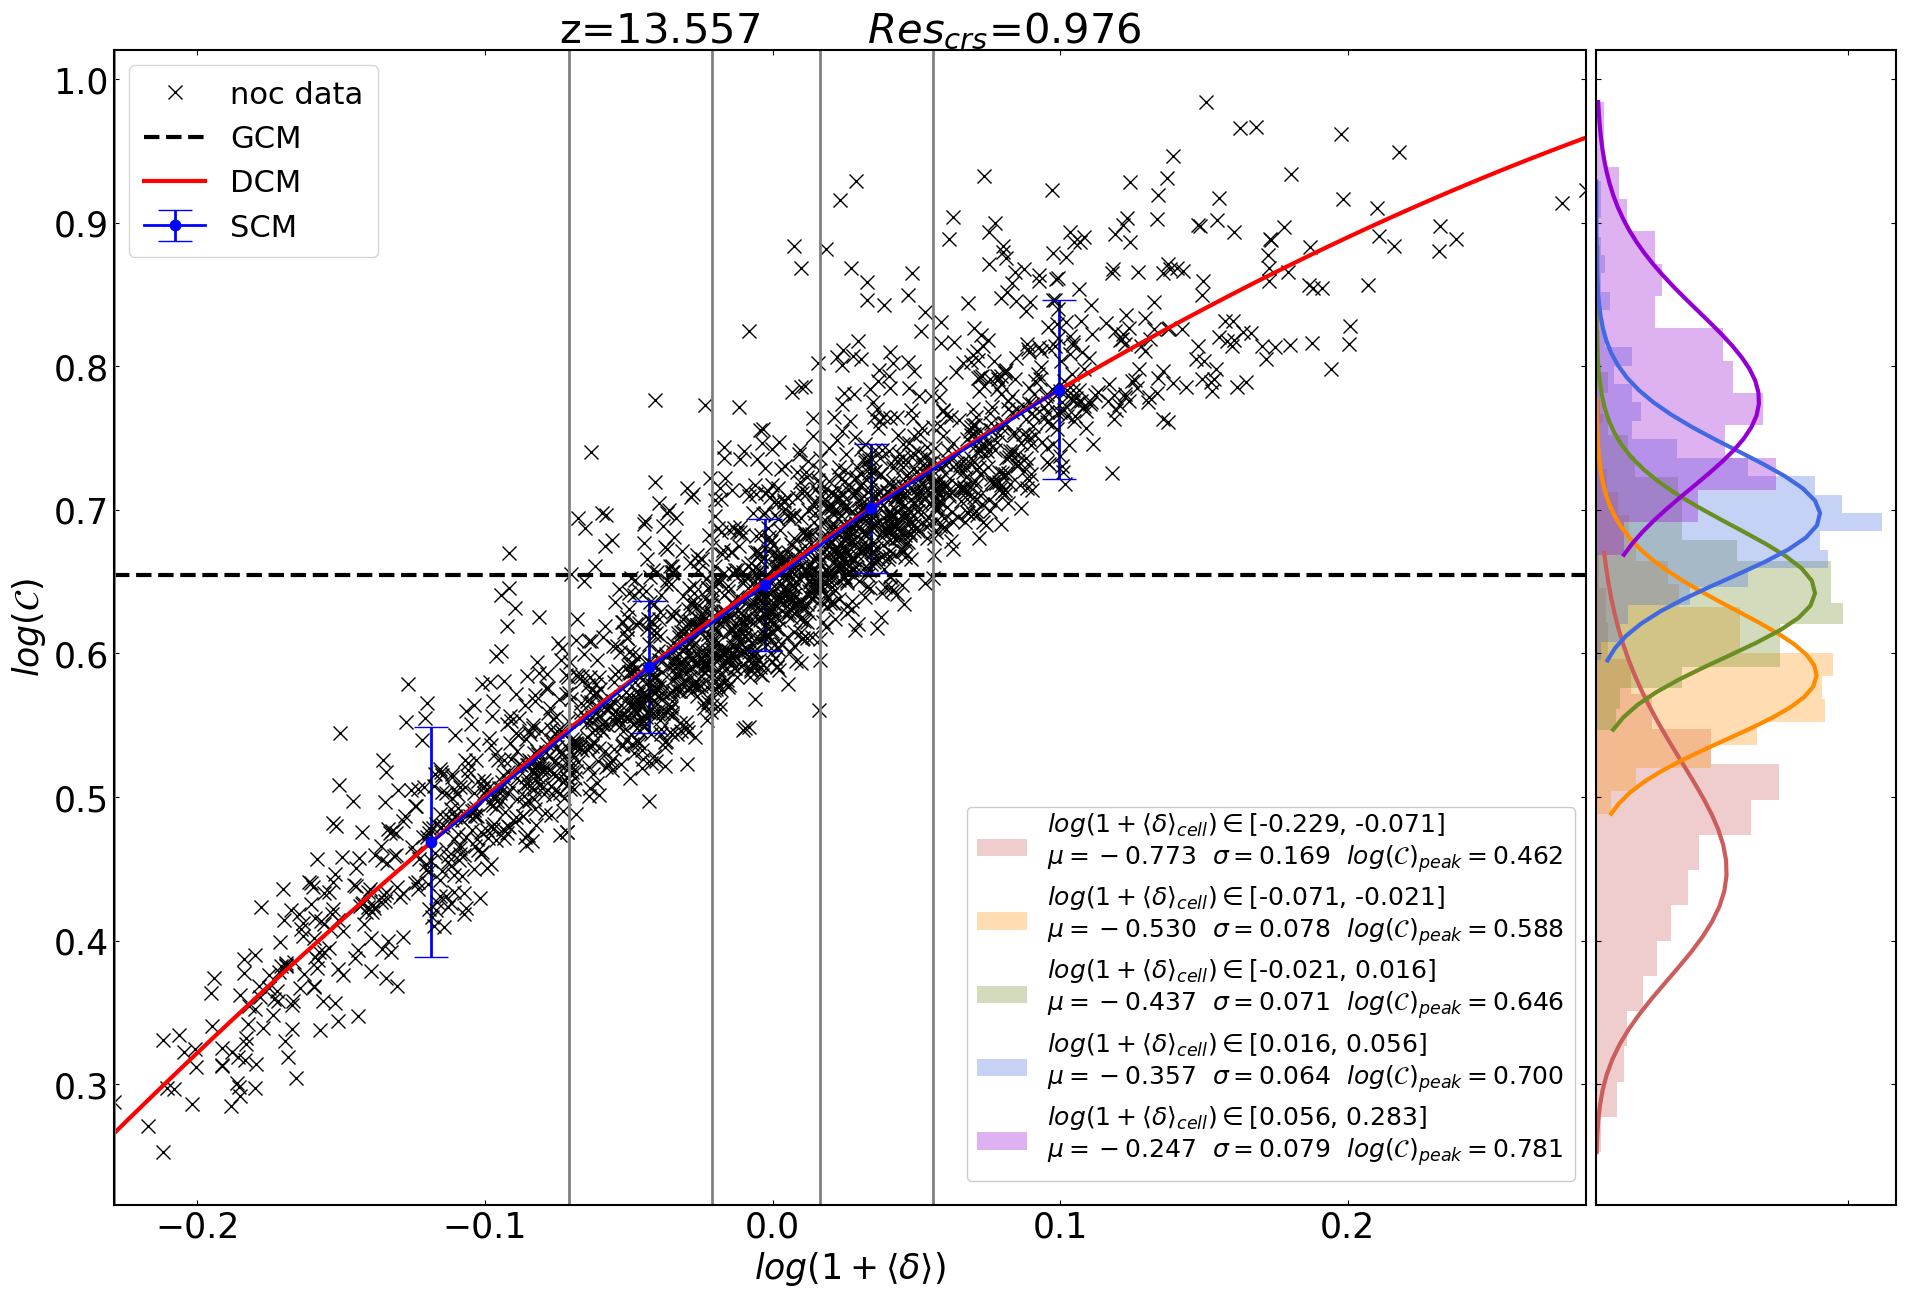 z=13.557 Res_crs=0.976
noc data
GCM
DCM
SCM
log(𝒞)
1.0
0.9
0.8
0.7
0.6
0.5
0.4
0.3
log(1 + ⟨δ⟩_cell) ∈ [-0.229, -0.071]
μ = −0.773 σ = 0.169 log(𝒞)_peak = 0.462
log(1 + ⟨δ⟩_cell) ∈ [-0.071, -0.021]
μ = −0.530 σ = 0.078 log(𝒞)_peak = 0.588
log(1 + ⟨δ⟩_cell) ∈ [-0.021, 0.016]
μ = −0.437 σ = 0.071 log(𝒞)_peak = 0.646
log(1 + ⟨δ⟩_cell) ∈ [0.016, 0.056]
μ = −0.357 σ = 0.064 log(𝒞)_peak = 0.700
log(1 + ⟨δ⟩_cell) ∈ [0.056, 0.283]
μ = −0.247 σ = 0.079 log(𝒞)_peak = 0.781
−0.2 −0.1 0.0 0.1 0.2
log(1 + ⟨δ⟩)